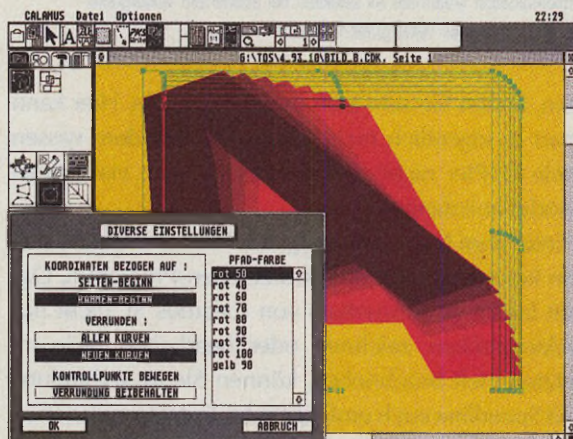 CALAMUS Datei Optionen 22:29
G:\TOS\4.93\10\BILD_B.CDK, Seite 1
DIVERSE EINSTELLUNGEN
KOORDINATEN BEZOGEN AUF :
SEITEN-BEGINN
RAHMEN-BEGINN
VERRUNDEN :
ALLEN KURVEN
NEUEN KURVEN
KONTROLLPUNKTE BEWEGEN
VERRUNDUNG BEIBEHALTEN
PFAD-FARBE
rot 50
rot 40
rot 60
rot 70
rot 80
rot 90
rot 95
rot 100
gelb 90
OK
ABBRUCH